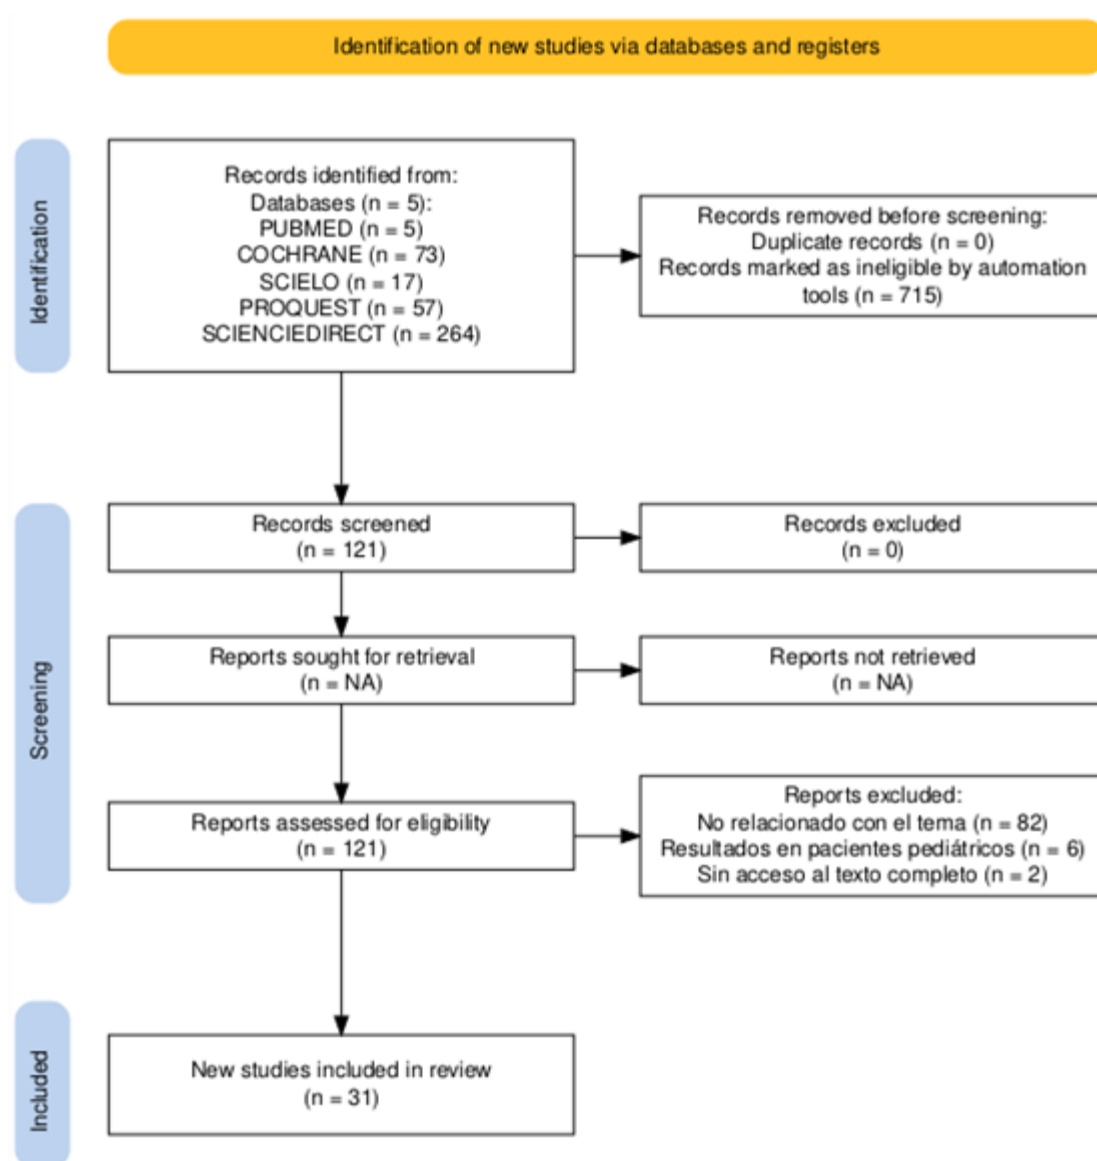 Identification of new studies via databases and registers
Identification
Records identified from:
Databases (n = 5):
PUBMED (n = 5)
COCHRANE (n = 73)
SCIELO (n = 17)
PROQUEST (n = 57)
SCIENCIEDIRECT (n = 264)
Records removed before screening:
Duplicate records (n = 0)
Records marked as ineligible by automation
tools (n = 715)
Screening
Records screened
(n = 121)
Records excluded
(n = 0)
Reports sought for retrieval
(n = NA)
Reports not retrieved
(n = NA)
Reports assessed for eligibility
(n = 121)
Reports excluded:
No relacionado con el tema (n = 82)
Resultados en pacientes pediátricos (n = 6)
Sin acceso al texto completo (n = 2)
Included
New studies included in review
(n = 31)